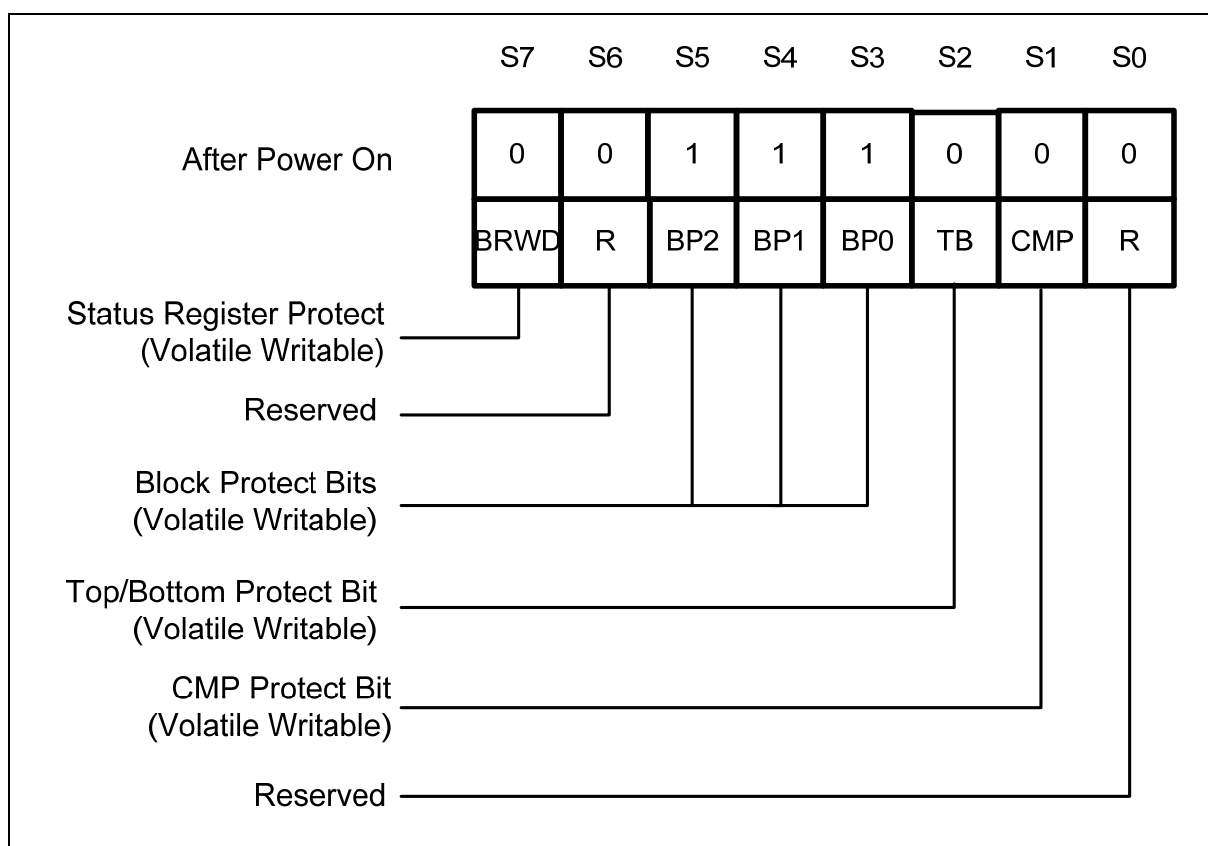 S7 S6 S5 S4 S3 S2 S1 S0
After Power On 0 0 1 1 1 0 0 0
BRWD R BP2 BP1 BP0 TB CMP R
Status Register Protect
(Volatile Writable)
Reserved
Block Protect Bits
(Volatile Writable)
Top/Bottom Protect Bit
(Volatile Writable)
CMP Protect Bit
(Volatile Writable)
Reserved